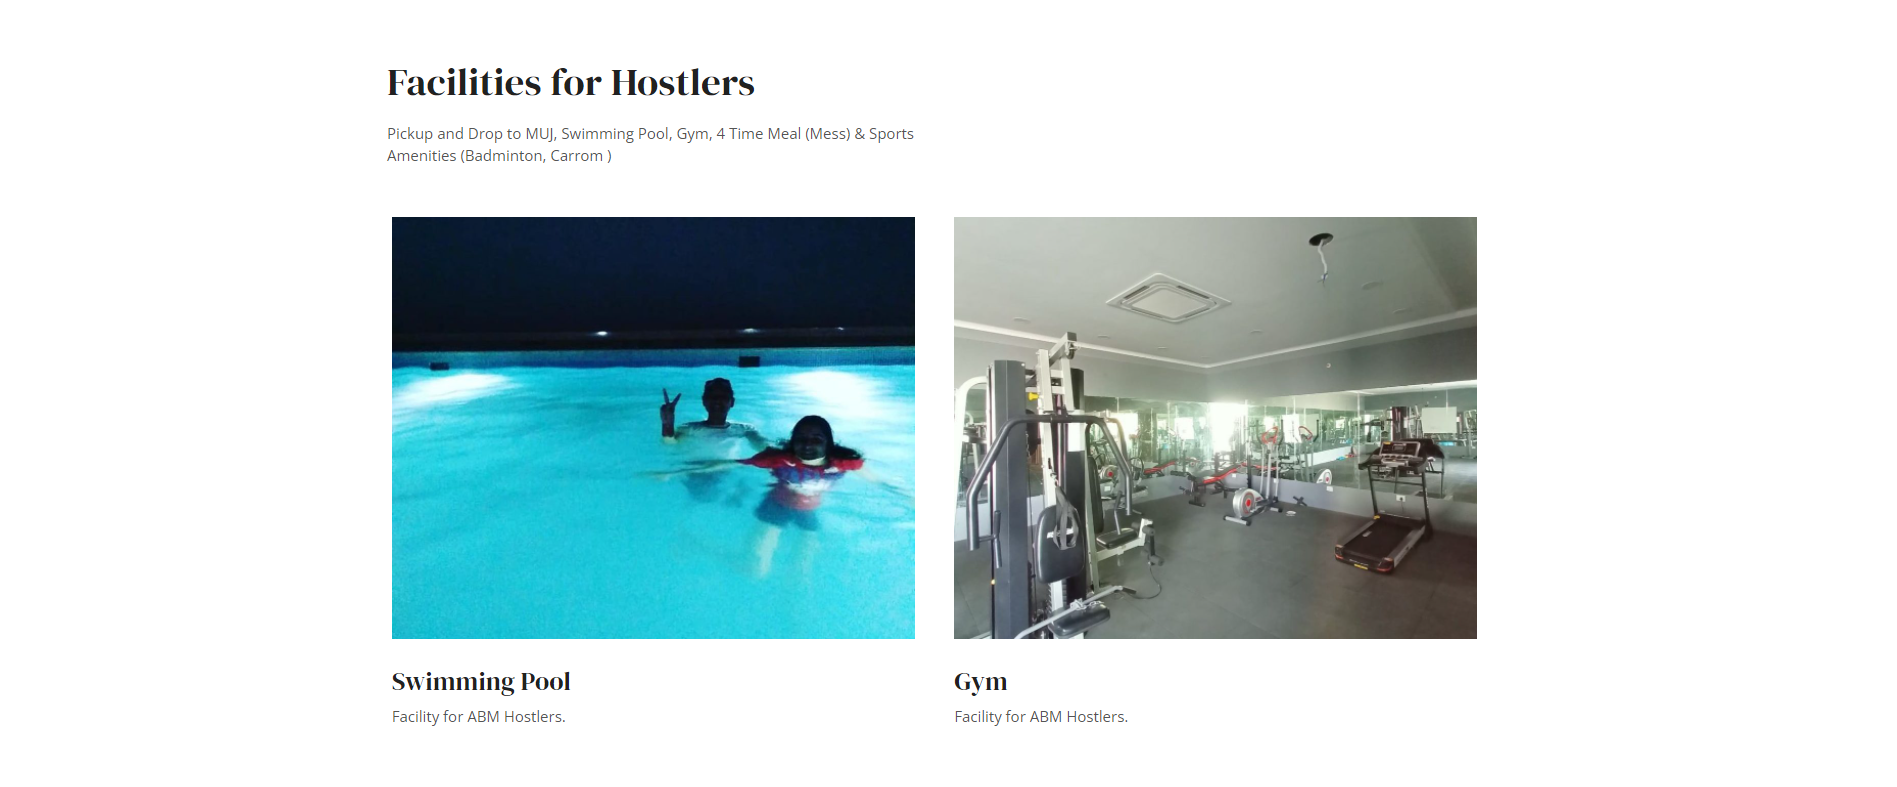 Facilities for Hostlers
Pickup and Drop to MUJ, Swimming Pool, Gym, 4 Time Meal (Mess) & Sports
Amenities (Badminton, Carrom )
Swimming Pool
Facility for ABM Hostlers.
Gym
Facility for ABM Hostlers.